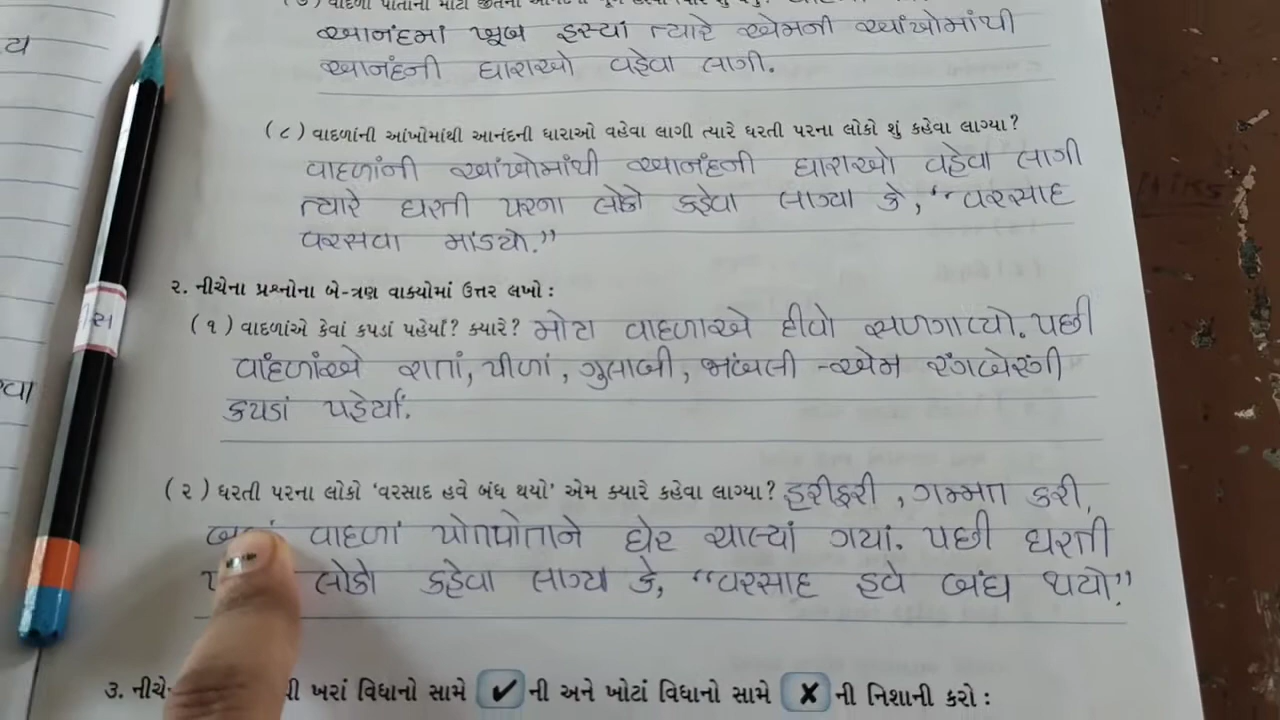 ય
આનંદમાં ખૂબ હસ્યાં ત્યારે એમની આંખોમાંથી
આનંદની ધારાઓ વહેવા લાગી.
(૮) વાદળાંની આંખોમાંથી આનંદની ધારાઓ વહેવા લાગી ત્યારે ધરતી પરના લોકો શું કહેવા લાગ્યા?
વાદળાંની આંખોમાંથી આનંદની ધારાઓ વહેવા લાગી
ત્યારે ધરતી પરના લોકો કહેવા લાગ્યા કે, “વરસાદ
વરસવા માંડ્યો.”
૨. નીચેના પ્રશ્નોના બે-ત્રણ વાક્યોમાં ઉત્તર લખો:
(૧) વાદળાંએ કેવાં કપડાં પહેર્યાં? ક્યારે? મોટા વાદળાએ દીવો સળગાવ્યો. પછી
વાંદળાંએ રાતાં, પીળાં, ગુલાબી, જાંબલી -એમ રંગબેરંગી
કપડાં પહેર્યાં.
(૨) ધરતી પરના લોકો ‘વરસાદ હવે બંધ થયો’ એમ ક્યારે કહેવા લાગ્યા? હરીફરી, ગમ્મત કરી,
વાદળાં પોતપોતાને ઘેર ચાલ્યાં ગયાં. પછી ધરતી
લોકો કહેવા લાગ્ય કે, “વરસાદ હવે બંધ થયો.”
૩. નીચે ખરાં વિધાનો સામે ✔ ની અને ખોટાં વિધાનો સામે ✘ ની નિશાની કરો: